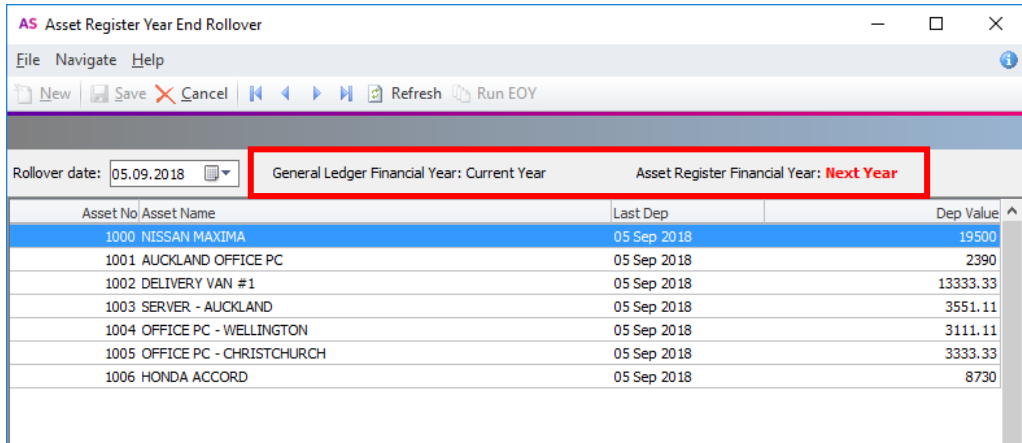 AS Asset Register Year End Rollover
File Navigate Help
New Save Cancel Refresh Run EOY
Rollover date: 05.09.2018 General Ledger Financial Year: Current Year Asset Register Financial Year: Next Year
Asset No Asset Name Last Dep Dep Value
1000 NISSAN MAXIMA 05 Sep 2018 19500
1001 AUCKLAND OFFICE PC 05 Sep 2018 2390
1002 DELIVERY VAN #1 05 Sep 2018 13333.33
1003 SERVER - AUCKLAND 05 Sep 2018 3551.11
1004 OFFICE PC - WELLINGTON 05 Sep 2018 3111.11
1005 OFFICE PC - CHRISTCHURCH 05 Sep 2018 3333.33
1006 HONDA ACCORD 05 Sep 2018 8730